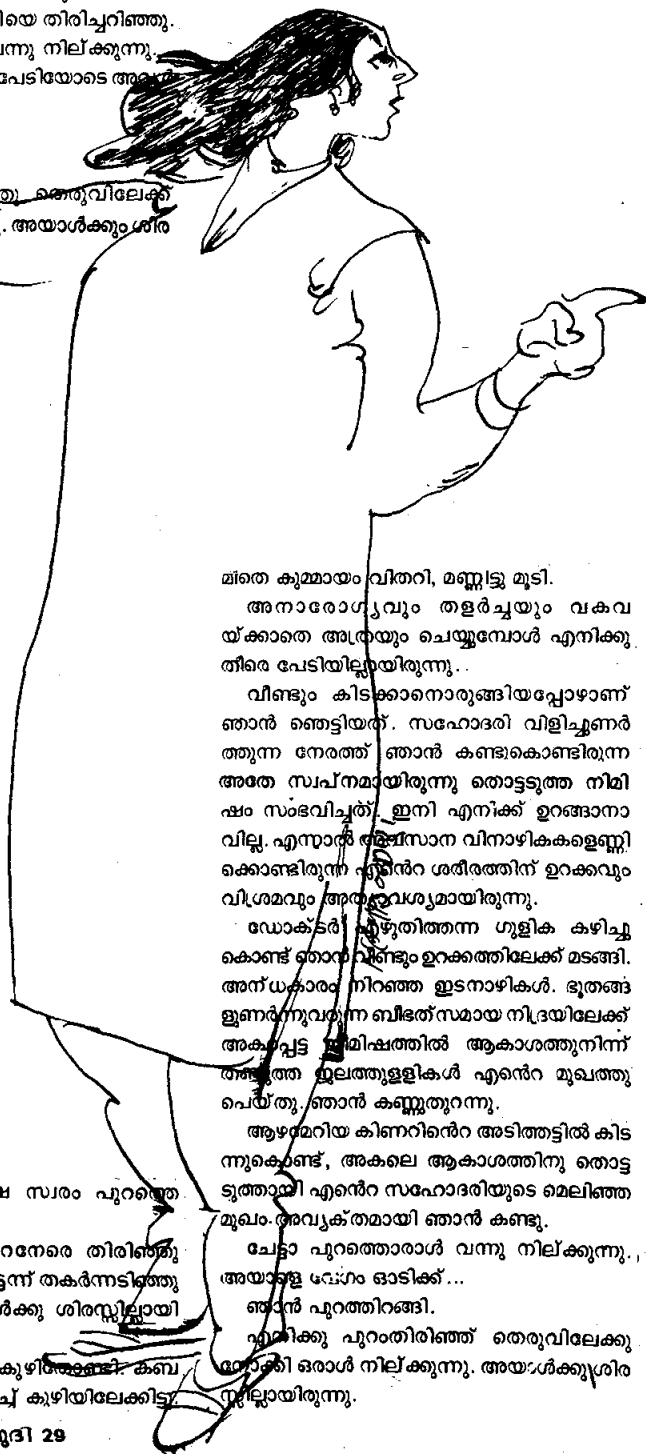 ിയെ തിരിച്ചറിഞ്ഞു.
വന്നു നില്ക്കുന്നു.
പേടിയോടെ അവൾ
തു തെരുവിലേക്ക്
. അയാൾക്കും ശിര
ഷ സ്വരം പുറത്തെ
റനേരെ തിരിഞ്ഞു
ട്ടന്ന് തകർന്നടിഞ്ഞു
ൾക്കു ശിരസ്സില്ലായി
കുഴിതോണ്ടി. കബ
ച്ച് കുഴിയിലേക്കിട്ടു.
മീതെ കുമ്മായം വിതറി, മണ്ണിട്ടു മൂടി.
അനാരോഗ്യവും തളർച്ചയും വകവ
യ്ക്കാതെ അത്രയും ചെയ്യുമ്പോൾ എനിക്കു
തീരെ പേടിയില്ലായിരുന്നു..
വീണ്ടും കിടക്കാനൊരുങ്ങിയപ്പോഴാണ്
ഞാൻ ഞെട്ടിയത്. സഹോദരി വിളിച്ചുണർ
ത്തുന്ന നേരത്ത് ഞാൻ കണ്ടുകൊണ്ടിരുന്ന
അതേ സ്വപ്നമായിരുന്നു തൊട്ടടുത്ത നിമി
ഷം സംഭവിച്ചത്. ഇനി എനിക്ക് ഉറങ്ങാനാ
വില്ല. എന്നാൽ അവസാന വിനാഴികകളെണ്ണി
ക്കൊണ്ടിരുന്ന എന്റെ ശരീരത്തിന് ഉറക്കവും
വിശ്രമവും അത്യാവശ്യമായിരുന്നു.
ഡോക്ടർ എഴുതിത്തന്ന ഗുളിക കഴിച്ചു
കൊണ്ട് ഞാൻ വീണ്ടും ഉറക്കത്തിലേക്ക് മടങ്ങി.
അന്ധകാരം നിറഞ്ഞ ഇടനാഴികൾ. ഭൂതങ്ങ
ളുണർന്നുവരുന്ന ബീഭത്സമായ നിദ്രയിലേക്ക്
അകപ്പെട്ട നിമിഷത്തിൽ ആകാശത്തുനിന്ന്
തണുത്ത ജലത്തുള്ളികൾ എന്റെ മുഖത്തു
പെയ്തു. ഞാൻ കണ്ണുതുറന്നു.
ആഴമേറിയ കിണറിന്റെ അടിത്തട്ടിൽ കിട
ന്നുകൊണ്ട്, അകലെ ആകാശത്തിനു തൊട്ട
ടുത്തായി എന്റെ സഹോദരിയുടെ മെലിഞ്ഞ
മുഖം അവ്യക്തമായി ഞാൻ കണ്ടു.
ചേട്ടാ പുറത്തൊരാൾ വന്നു നില്ക്കുന്നു.
അയാളെ വേഗം ഓടിക്ക്...
ഞാൻ പുറത്തിറങ്ങി.
എനിക്കു പുറംതിരിഞ്ഞ് തെരുവിലേക്കു
നോക്കി ഒരാൾ നില്ക്കുന്നു. അയാൾക്കു ശിര
സ്സില്ലായിരുന്നു.
മുദി 29